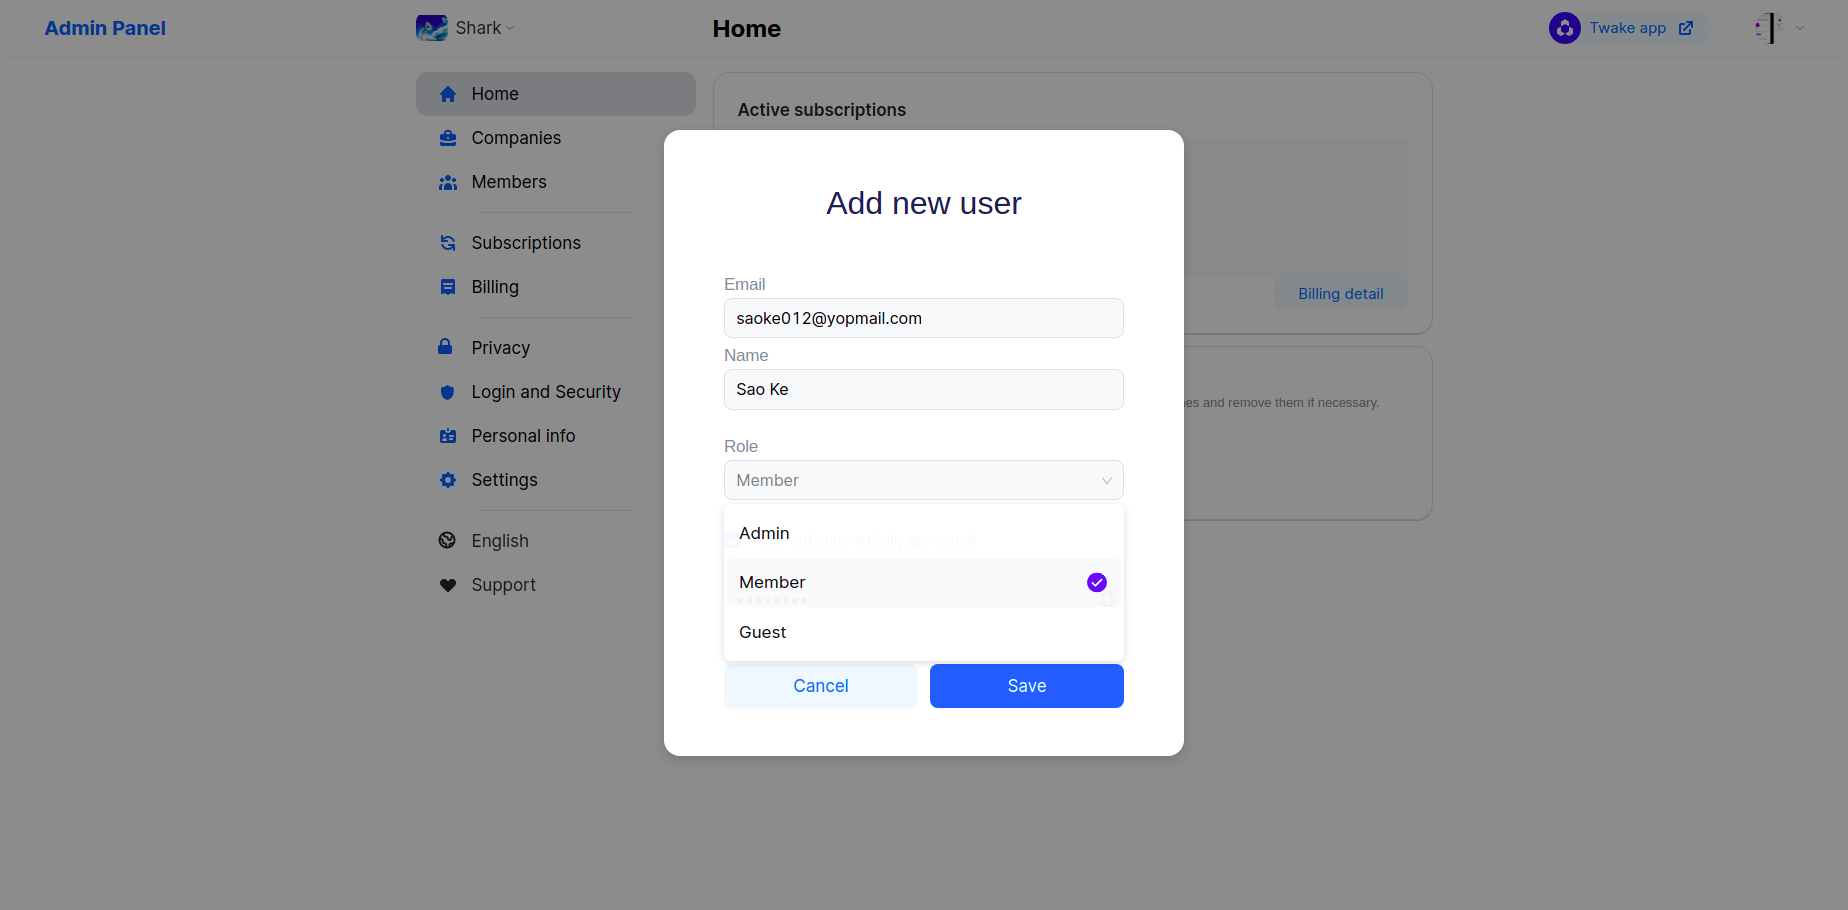 Admin Panel
Shark
Home
Twake app
Home
Companies
Members
Subscriptions
Billing
Privacy
Login and Security
Personal info
Settings
English
Support
Active subscriptions
Billing detail
and remove them if necessary.
Add new user
Email
saoke012@yopmail.com
Name
Sao Ke
Role
Member
Admin
automatically generated
Member
Guest
Cancel
Save